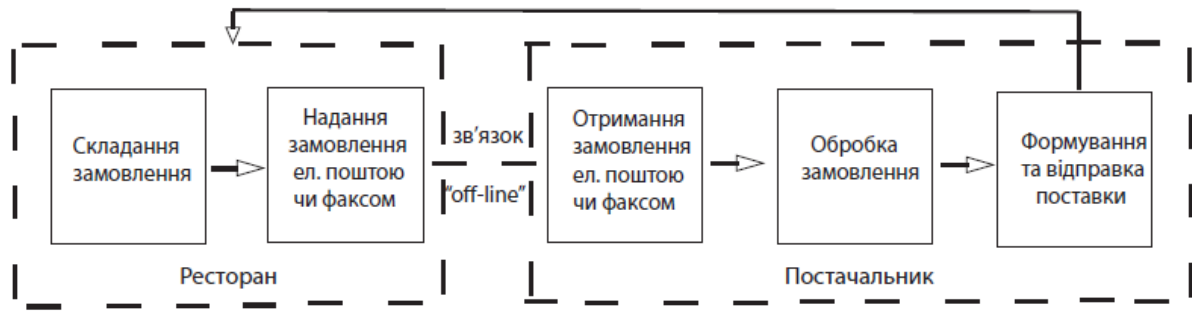 Складання
замовлення
Надання
замовлення
ел. поштою
чи факсом
зв’язок
“off-line”
Отримання
замовлення
ел. поштою
чи факсом
Обробка
замовлення
Формування
та відправка
поставки
Ресторан
Постачальник